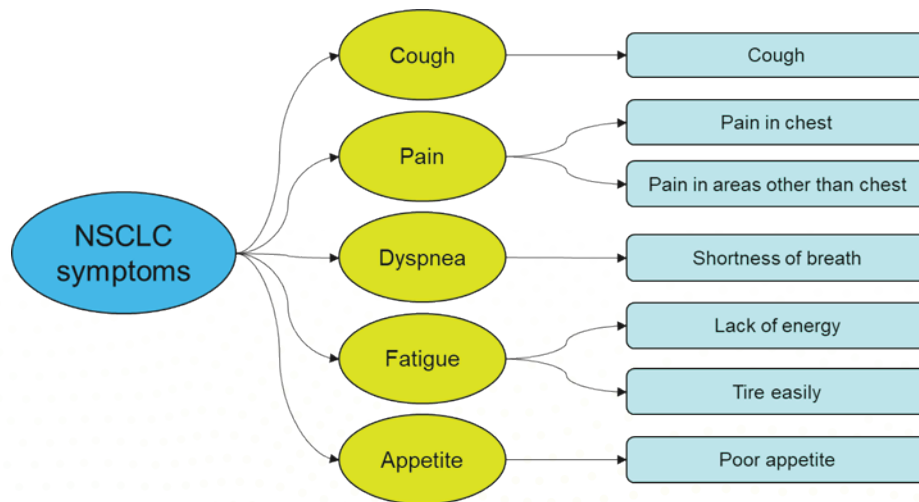 Cough
Cough
Pain
Pain in chest
Pain in areas other than chest
NSCLC
symptoms
Dyspnea
Shortness of breath
Fatigue
Lack of energy
Tire easily
Appetite
Poor appetite